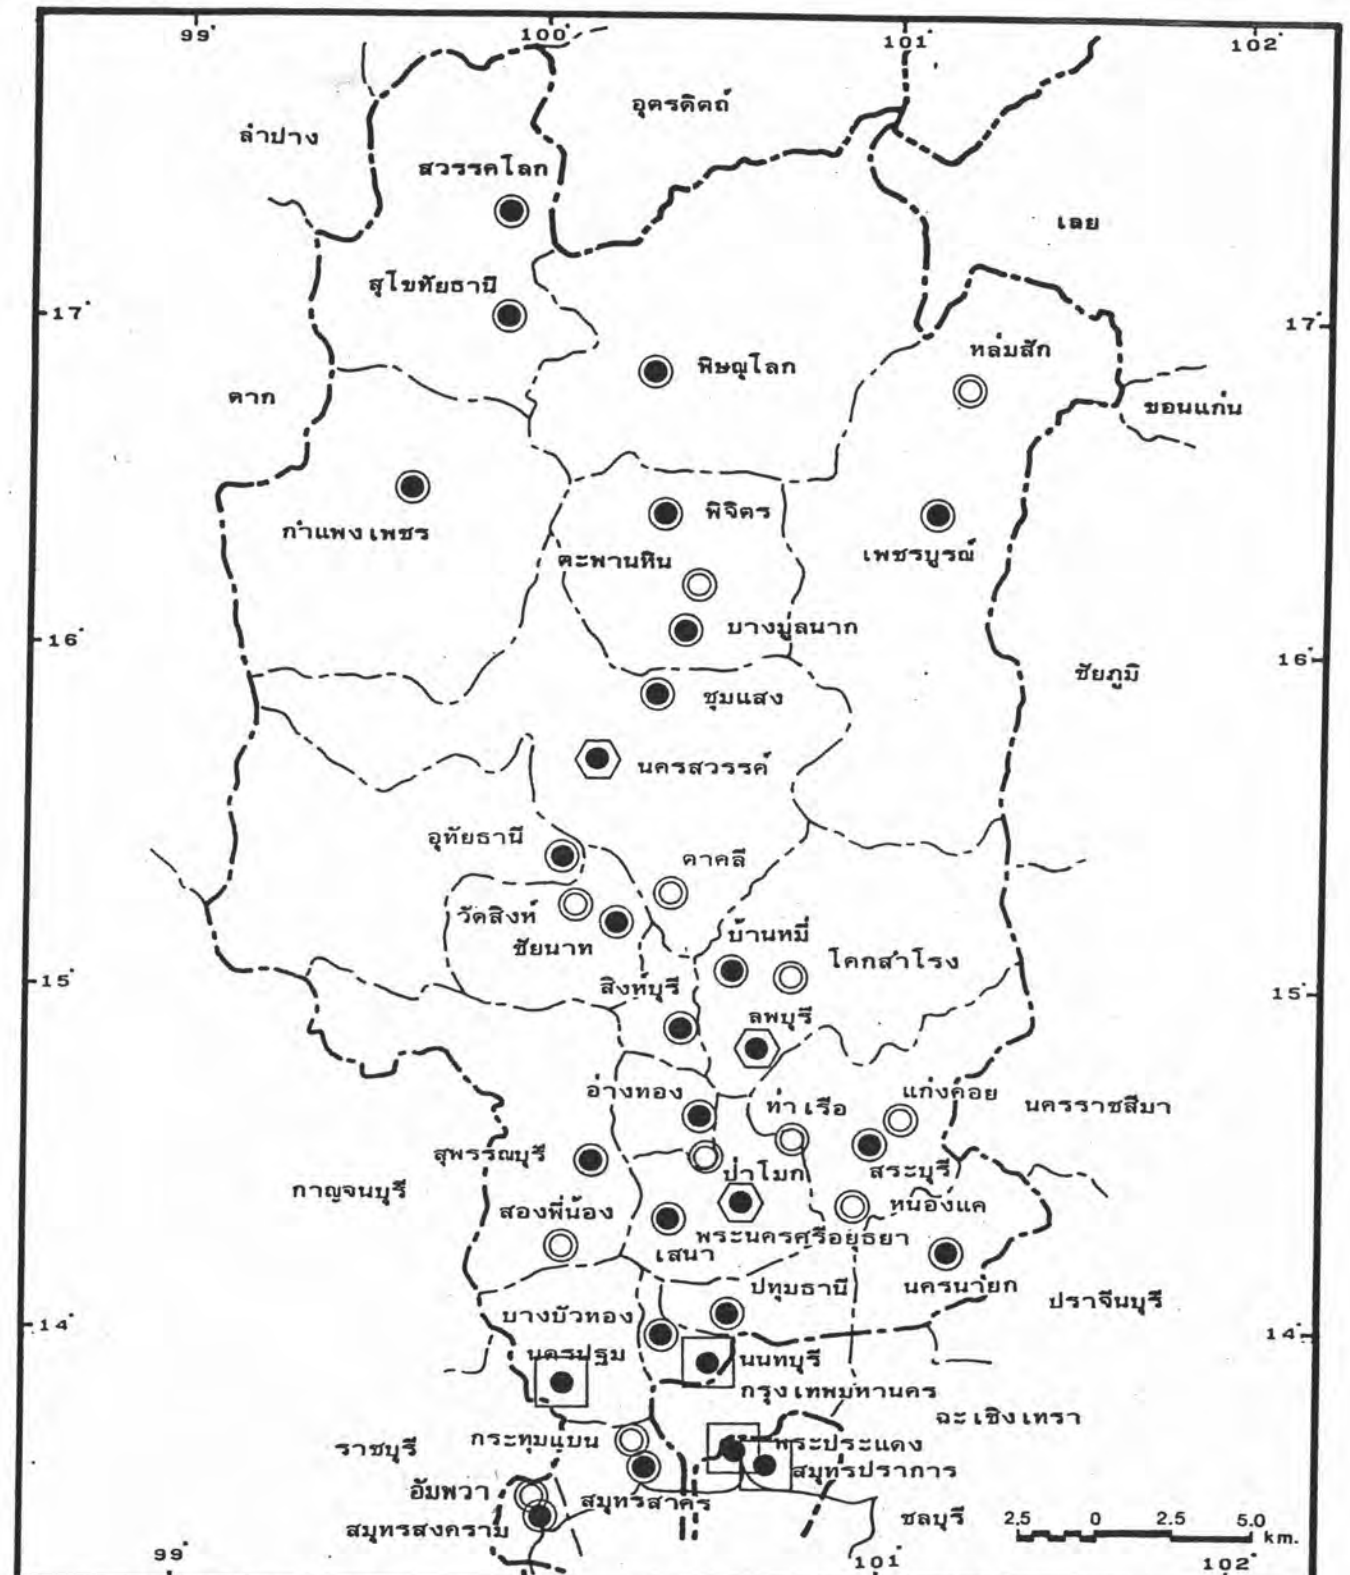 99° 100° 101° 102°
อุตรดิตถ์
ลำปาง
สวรรคโลก
เลย
สุโขทัยธานี
17° 17°
หล่มสัก
พิษณุโลก
ตาก
ขอนแก่น
พิจิตร
กำแพงเพชร
เพชรบูรณ์
ตะพานหิน
บางมูลนาก
16° 16°
ชัยภูมิ
ชุมแสง
นครสวรรค์
อุทัยธานี
ตาคลี
วัดสิงห์
บ้านหมี่
ชัยนาท
โคกสำโรง
15° 15°
สิงห์บุรี
ลพบุรี
อ่างทอง
ท่าเรือ
แก่งคอย
นครราชสีมา
สุพรรณบุรี
ป่าโมก
สระบุรี
กาญจนบุรี
หนองแค
สองพี่น้อง
พระนครศรีอยุธยา
เสนา
นครนายก
ปทุมธานี
ปราจีนบุรี
บางบัวทอง
14° 14°
นครปฐม
นนทบุรี
กรุงเทพมหานคร
ฉะเชิงเทรา
กระทุมแบน
พระประแดง
ราชบุรี
สมุทรปราการ
อัมพวา
สมุทรสาคร
ชลบุรี
สมุทรสงคราม
2.5 0 2.5 5.0 km.
99° 101° 102°